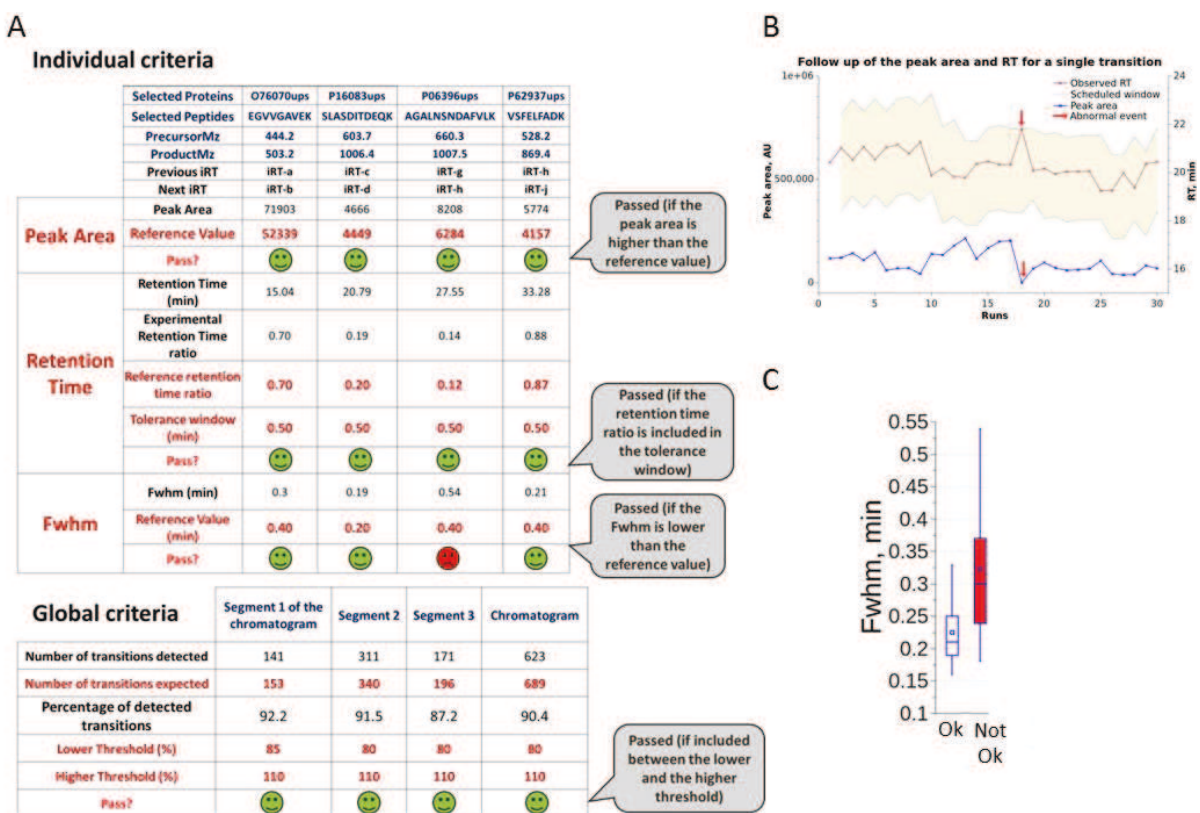 A
Individual criteria
Selected Proteins O76070ups P16083ups P06396ups P62937ups
Selected Peptides EGVVGAVEK SLASDITDEQK AGALNSNDAFVLK VSFELFADK
PrecursorMz 444.2 603.7 660.3 528.2
ProductMz 503.2 1006.4 1007.5 869.4
Previous iRT iRT-a iRT-c iRT-g iRT-h
Next iRT iRT-b iRT-d iRT-h iRT-j
Peak Area
Peak Area 71903 4666 8208 5774
Reference Value 52339 4449 6284 4157
Pass?
Passed (if the
peak area is
higher than the
reference value)
Retention
Time
Retention Time
(min) 15.04 20.79 27.55 33.28
Experimental
Retention Time
ratio 0.70 0.19 0.14 0.88
Reference retention
time ratio 0.70 0.20 0.12 0.87
Tolerance window
(min) 0.50 0.50 0.50 0.50
Pass?
Passed (if the
retention time
ratio is included in
the tolerance
window)
Fwhm
Fwhm (min) 0.3 0.19 0.54 0.21
Reference Value
(min) 0.40 0.20 0.40 0.40
Pass?
Passed (if
the Fwhm is lower
than the
reference value)
Global criteria
Segment 1 of the
chromatogram Segment 2 Segment 3 Chromatogram
Number of transitions detected 141 311 171 623
Number of transitions expected 153 340 196 689
Percentage of detected
transitions 92.2 91.5 87.2 90.4
Lower Threshold (%) 85 80 80 80
Higher Threshold (%) 110 110 110 110
Pass?
Passed (if included
between the lower
and the higher
threshold)
B
Follow up of the peak area and RT for a single transition
Observed RT
Scheduled window
Peak area
Abnormal event
Peak area, AU
1e+06
500,000
0
RT, min
24
22
20
18
16
0 5 10 15 20 25 30
Runs
C
Fwhm, min
0.55
0.5
0.45
0.4
0.35
0.3
0.25
0.2
0.15
0.1
Ok Not
Ok